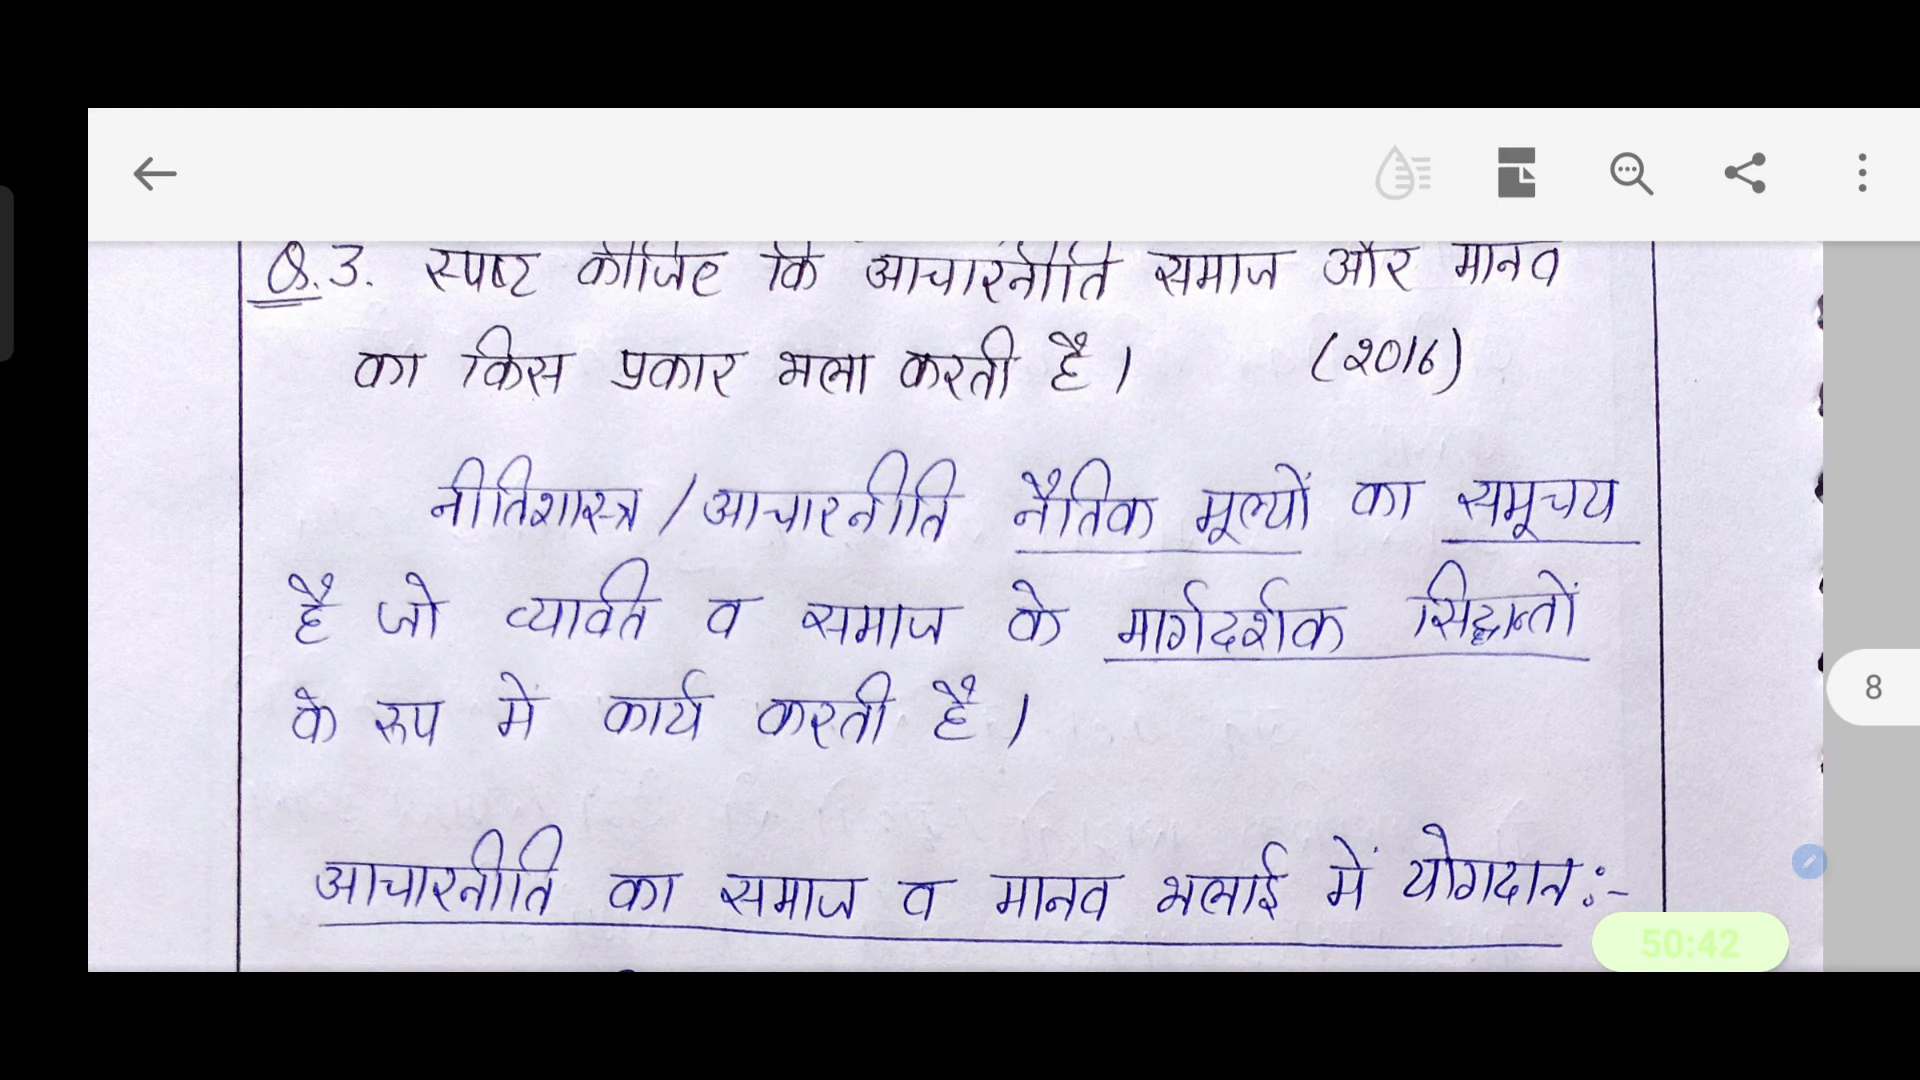 Q.3. स्पष्ट कीजिए कि आचारनीति समाज और मानव
का किस प्रकार भला करती है। (2016)
नीतिशास्त्र / आचारनीति नैतिक मूल्यों का समूचय
है जो व्यक्ति व समाज के मार्गदर्शक सिद्धान्तों
के रूप में कार्य करती है।
8
आचारनीति का समाज व मानव भलाई में योगदान:-
50:42